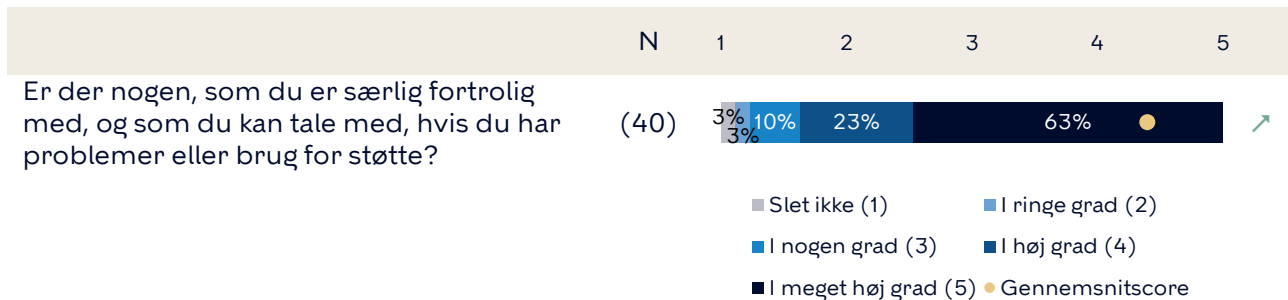 N 1 2 3 4 5
Er der nogen, som du er særlig fortrolig
med, og som du kan tale med, hvis du har
problemer eller brug for støtte?
(40)
3% 3% 10% 23% 63%
Slet ikke (1) I ringe grad (2)
I nogen grad (3) I høj grad (4)
I meget høj grad (5) Gennemsnitscore